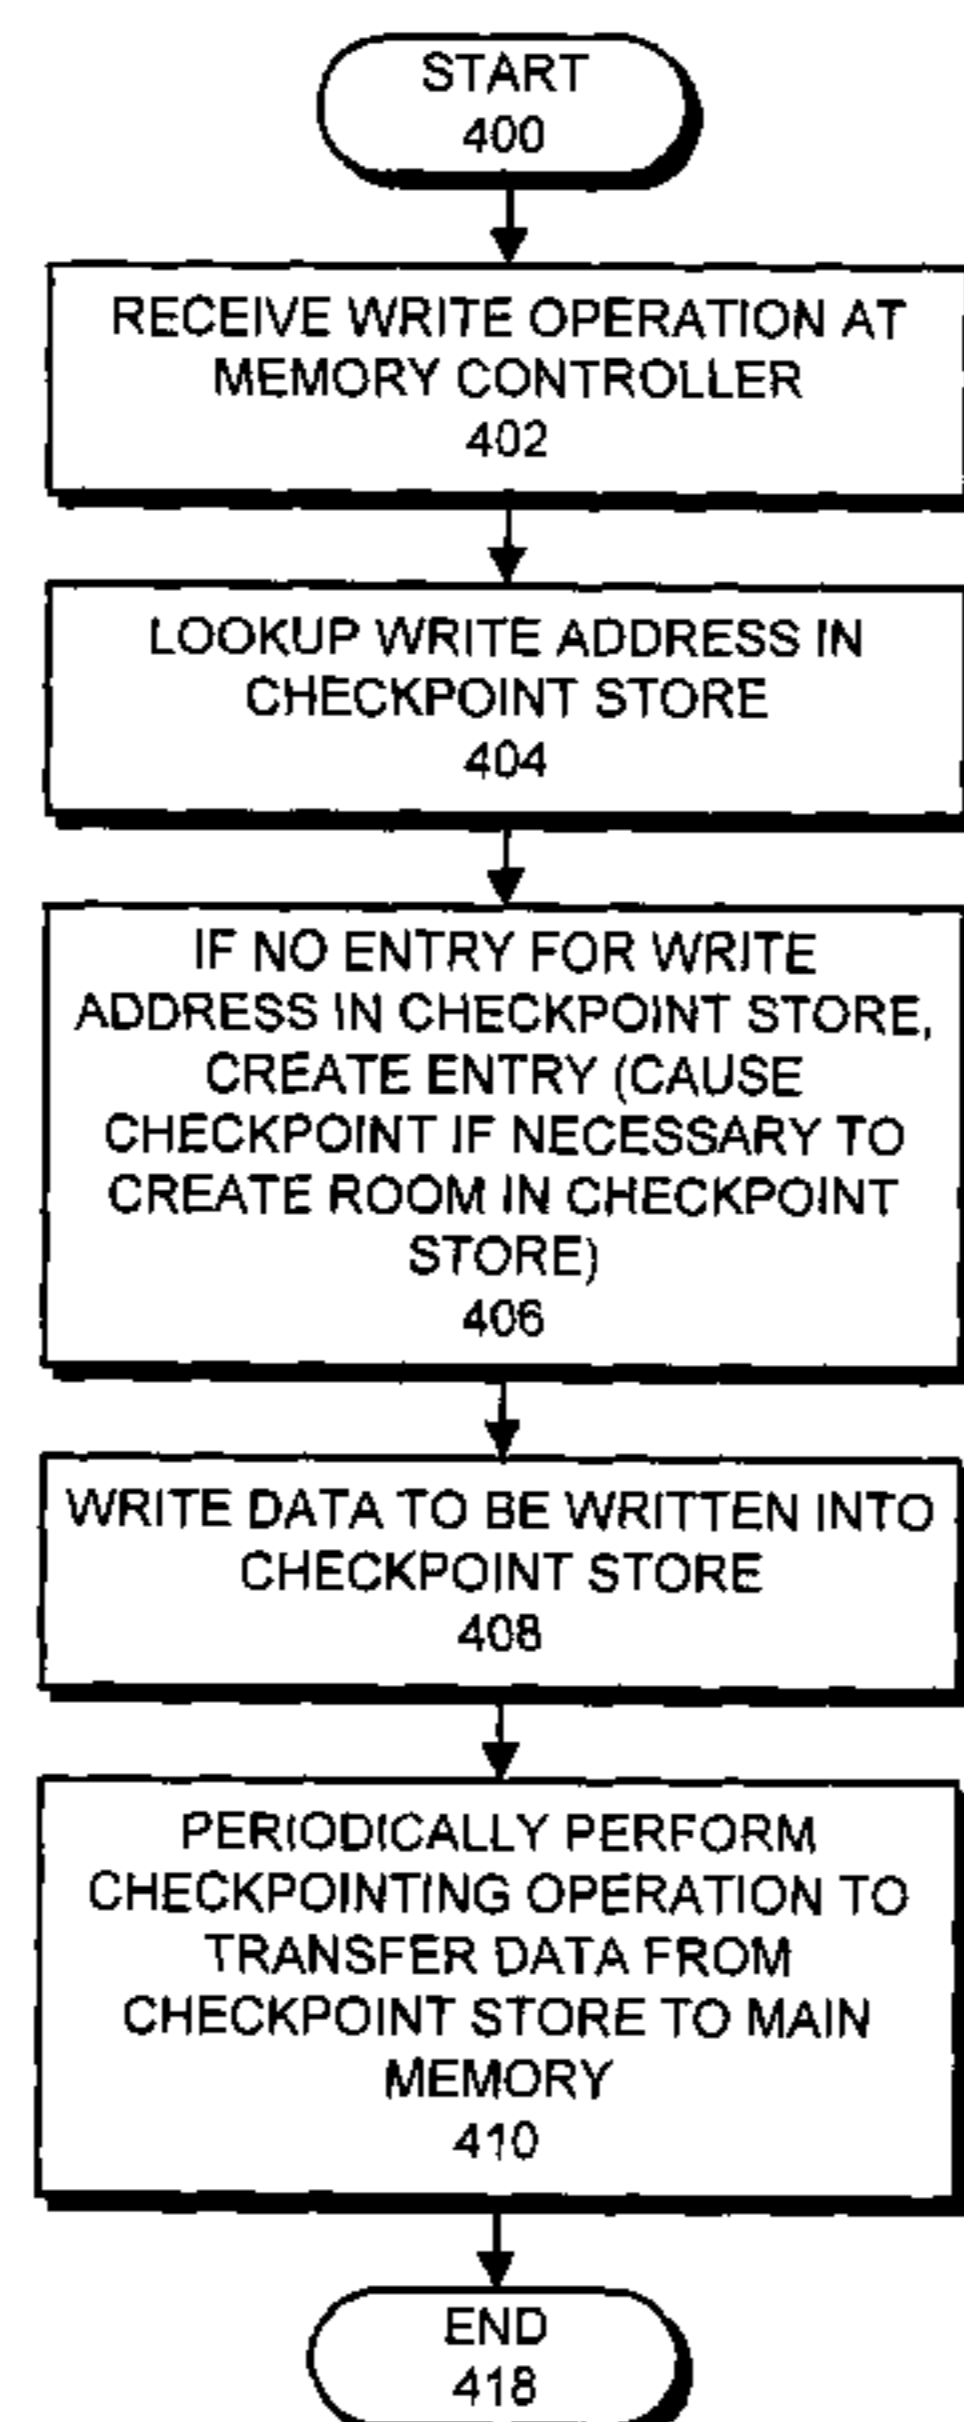 START
400
RECEIVE WRITE OPERATION AT
MEMORY CONTROLLER
402
LOOKUP WRITE ADDRESS IN
CHECKPOINT STORE
404
IF NO ENTRY FOR WRITE
ADDRESS IN CHECKPOINT STORE,
CREATE ENTRY (CAUSE
CHECKPOINT IF NECESSARY TO
CREATE ROOM IN CHECKPOINT
STORE)
406
WRITE DATA TO BE WRITTEN INTO
CHECKPOINT STORE
408
PERIODICALLY PERFORM
CHECKPOINTING OPERATION TO
TRANSFER DATA FROM
CHECKPOINT STORE TO MAIN
MEMORY
410
END
418